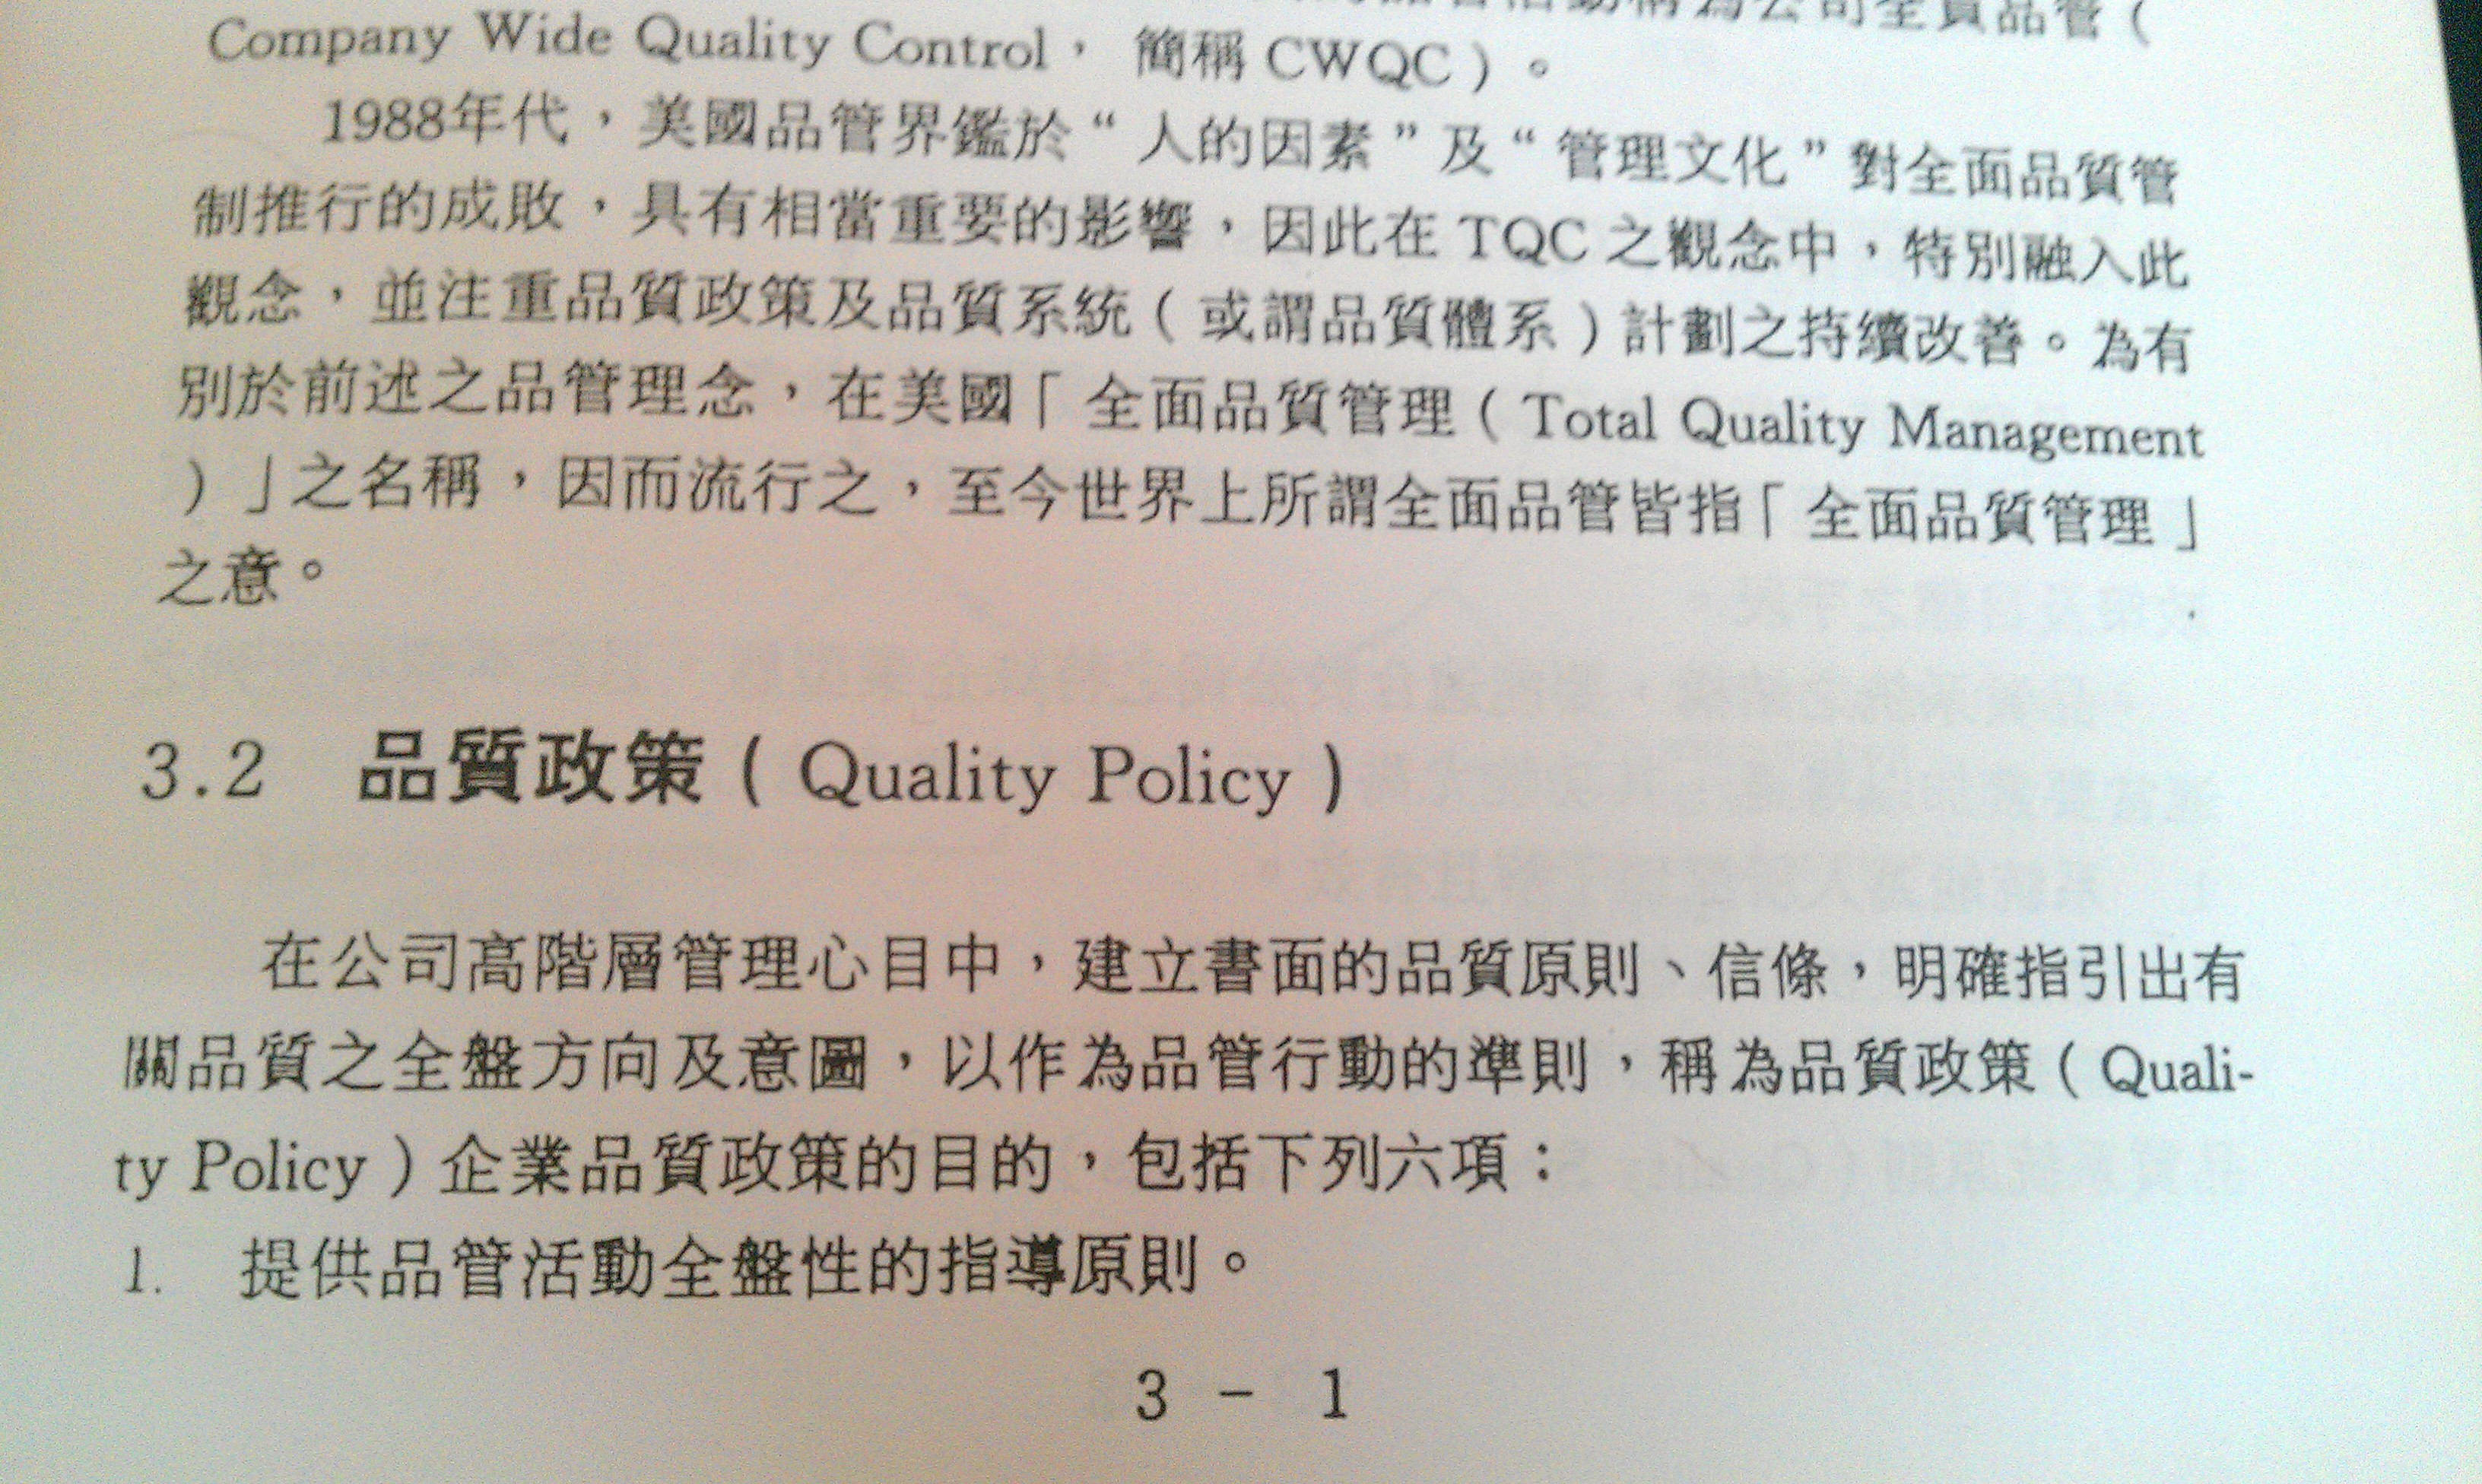 品管活動稱為公司全員品管（
Company Wide Quality Control， 簡稱 CWQC）。
1988年代，美國品管界鑑於“人的因素”及“管理文化”對全面品質管
制推行的成敗，具有相當重要的影響，因此在 TQC 之觀念中，特別融入此
觀念，並注重品質政策及品質系統（或謂品質體系）計劃之持續改善。為有
別於前述之品管理念，在美國「全面品質管理（Total Quality Management
）」之名稱，因而流行之，至今世界上所謂全面品管皆指「全面品質管理」
之意。
3.2 品質政策（Quality Policy）
在公司高階層管理心目中，建立書面的品質原則、信條，明確指引出有
關品質之全盤方向及意圖，以作為品管行動的準則，稱為品質政策（Quali-
ty Policy）企業品質政策的目的，包括下列六項：
1. 提供品管活動全盤性的指導原則。
3 - 1